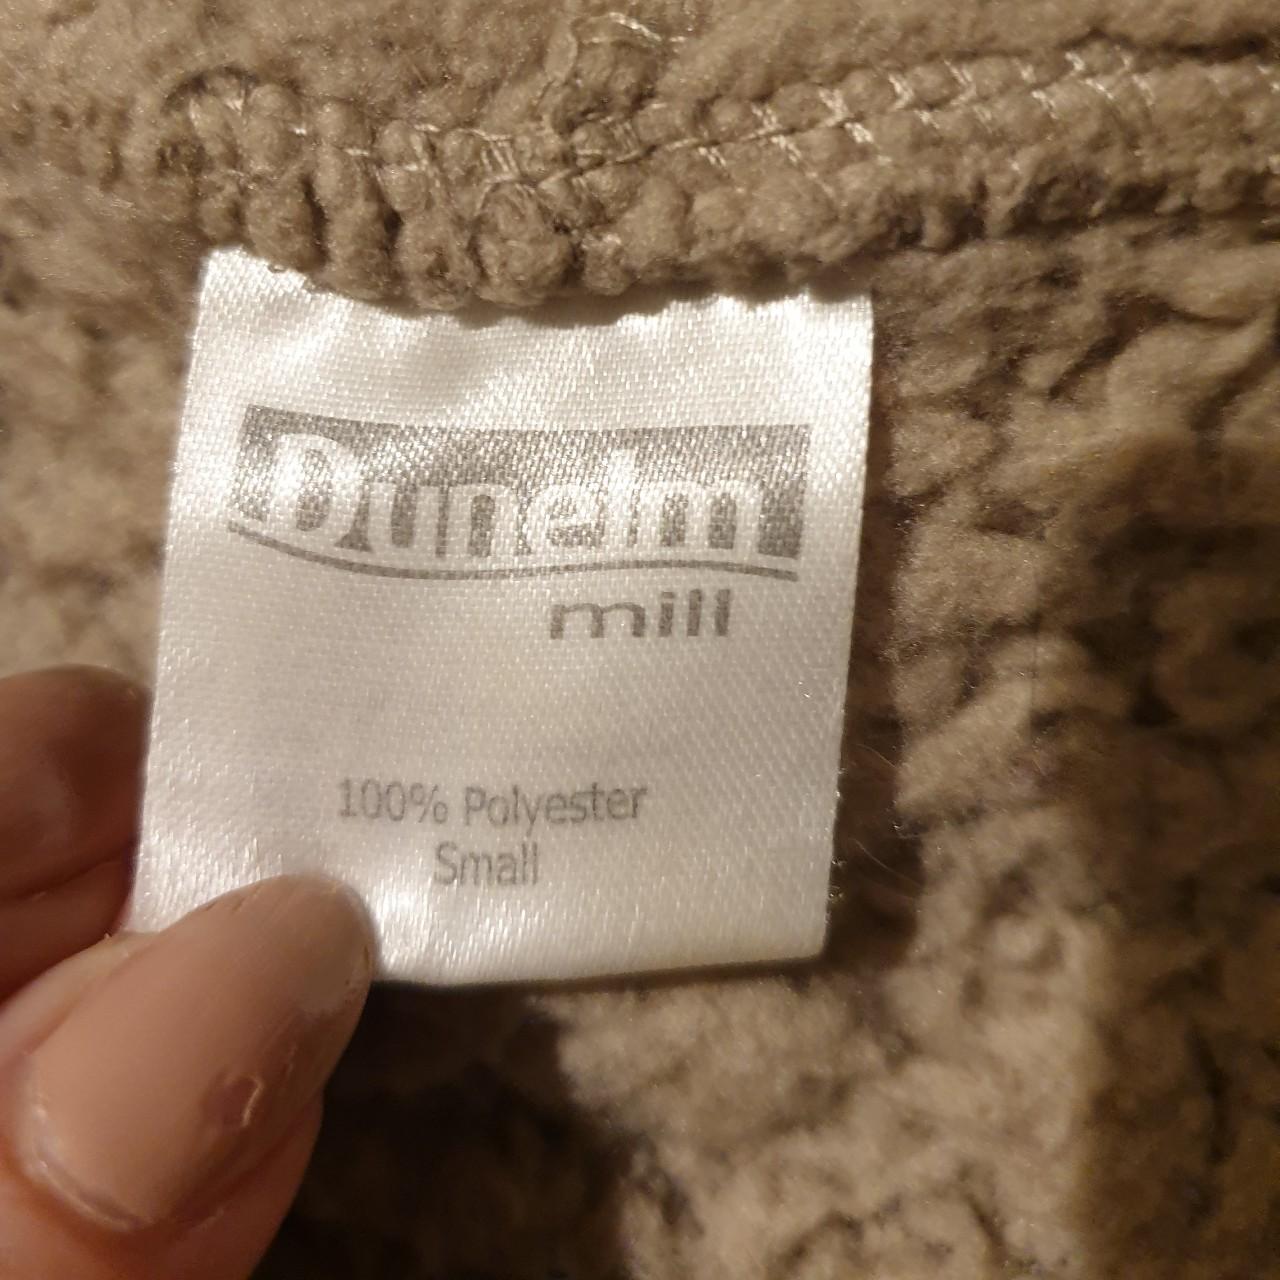 Dunelm
mill
100% Polyester
Small